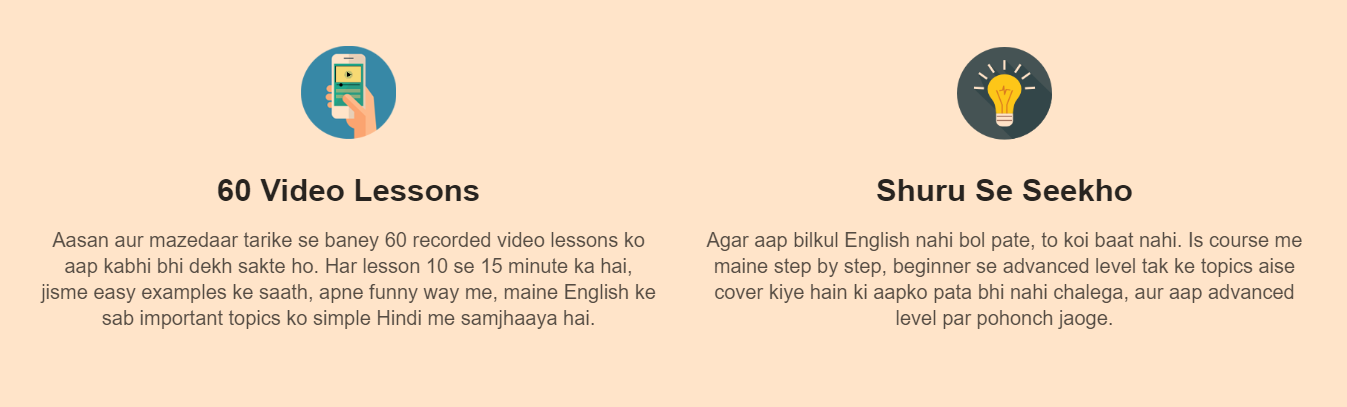 60 Video Lessons
Aasan aur mazedaar tarike se baney 60 recorded video lessons ko
aap kabhi bhi dekh sakte ho. Har lesson 10 se 15 minute ka hai,
jisme easy examples ke saath, apne funny way me, maine English ke
sab important topics ko simple Hindi me samjhaaya hai.
Shuru Se Seekho
Agar aap bilkul English nahi bol pate, to koi baat nahi. Is course me
maine step by step, beginner se advanced level tak ke topics aise
cover kiye hain ki aapko pata bhi nahi chalega, aur aap advanced
level par pohonch jaoge.